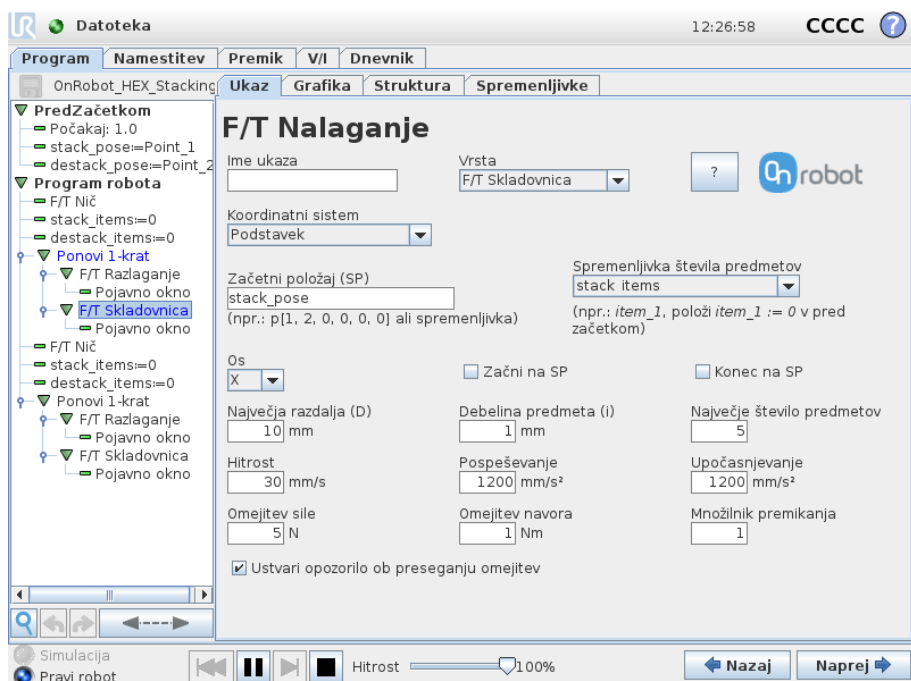 UR Datoteka 12:26:58 CCCC ?
Program Namestitev Premik V/I Dnevnik
OnRobot_HEX_Stacking Ukaz Grafika Struktura Spremenljivke
PredZačetkom
Počakaj: 1.0
stack_pose≔Point_1
destack_pose≔Point_2
Program robota
F/T Nič
stack_items≔0
destack_items≔0
Ponovi 1-krat
F/T Razlaganje
Pojavno okno
F/T Skladovnica
Pojavno okno
F/T Nič
stack_items≔0
destack_items≔0
Ponovi 1-krat
F/T Razlaganje
Pojavno okno
F/T Skladovnica
Pojavno okno
F/T Nalaganje
Ime ukaza
Vrsta
F/T Skladovnica
?
On robot
Koordinatni sistem
Podstavek
Začetni položaj (SP)
stack_pose
(npr.: p[1, 2, 0, 0, 0, 0] ali spremenljivka)
Spremenljivka števila predmetov
stack_items
(npr.: item_1, položi item_1 := 0 v pred
začetkom)
Os
X
Začni na SP
Konec na SP
Največja razdalja (D) Debelina predmeta (i) Največje število predmetov
10 mm 1 mm 5
Hitrost Pospeševanje Upočasnjevanje
30 mm/s 1200 mm/s² 1200 mm/s²
Omejitev sile Omejitev navora Množilnik premikanja
5 N 1 Nm 1
Ustvari opozorilo ob preseganju omejitev
Simulacija
Pravi robot
Hitrost 100%
Nazaj Naprej